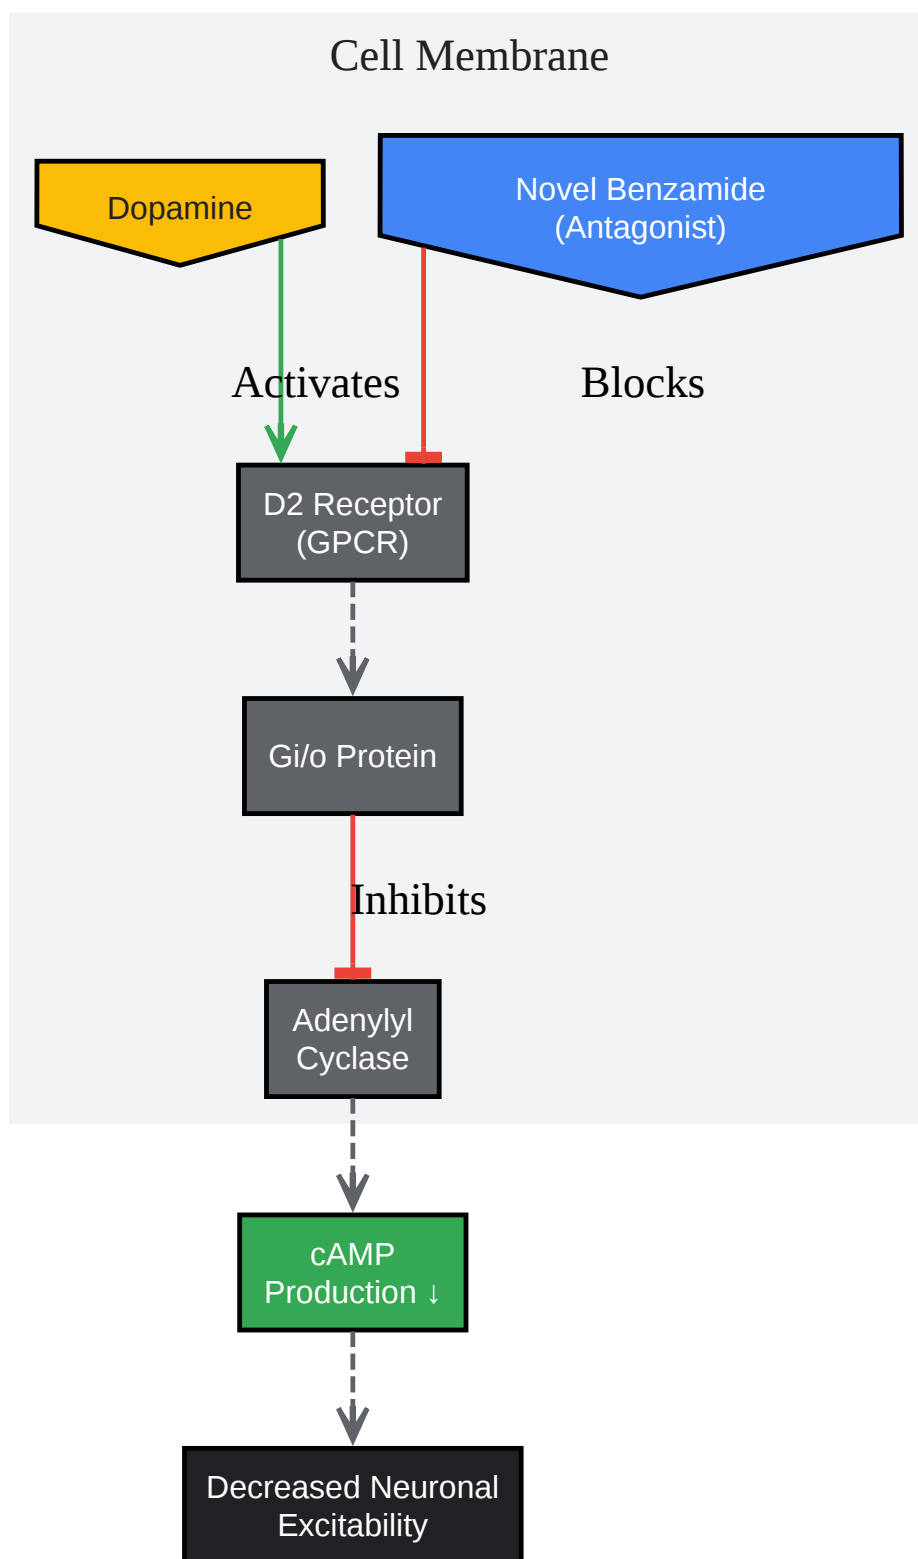 Cell Membrane
Dopamine
Novel Benzamide
(Antagonist)
Activates
Blocks
D2 Receptor
(GPCR)
Gi/o Protein
Inhibits
Adenylyl
Cyclase
cAMP
Production ↓
Decreased Neuronal
Excitability